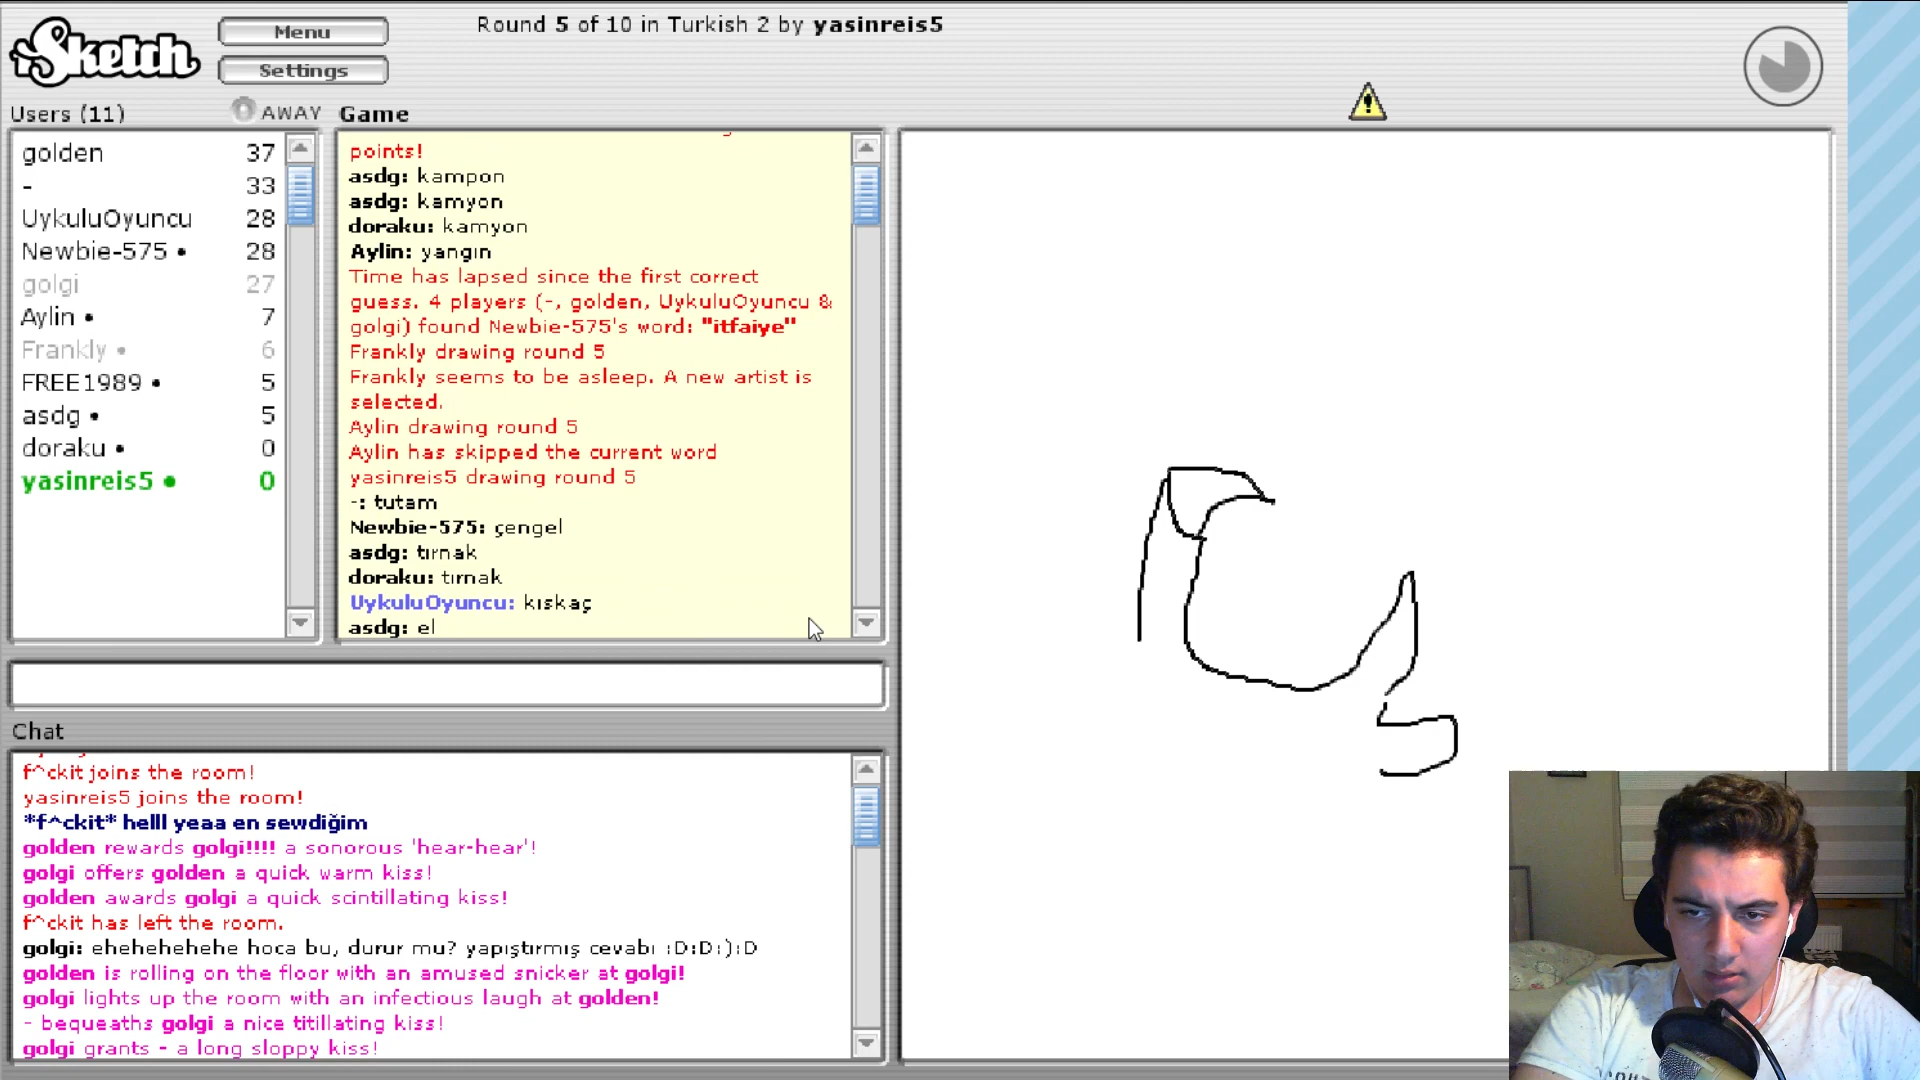 iSketch
Menu
Settings
Round 5 of 10 in Turkish 2 by yasinreis5
Users (11)
AWAY
golden 37
- 33
UykuluOyuncu 28
Newbie-575 • 28
golgi 27
Aylin • 7
Frankly • 6
FREE1989 • 5
asdg • 5
doraku • 0
yasinreis5 • 0
Game
points!
asdg: kampon
asdg: kamyon
doraku: kamyon
Aylin: yangın
Time has lapsed since the first correct
guess. 4 players (-, golden, UykuluOyuncu &
golgi) found Newbie-575's word: "itfaiye"
Frankly drawing round 5
Frankly seems to be asleep. A new artist is
selected.
Aylin drawing round 5
Aylin has skipped the current word
yasinreis5 drawing round 5
-: tutam
Newbie-575: çengel
asdg: tırnak
doraku: tırnak
UykuluOyuncu: kıskaç
asdg: el
Chat
f^ckit joins the room!
yasinreis5 joins the room!
*f^ckit* helll yeaa en sewdiğim
golden rewards golgi!!!! a sonorous 'hear-hear'!
golgi offers golden a quick warm kiss!
golden awards golgi a quick scintillating kiss!
f^ckit has left the room.
golgi: ehehehehehe hoca bu, durur mu? yapıştırmış cevabı :D:D:):D
golden is rolling on the floor with an amused snicker at golgi!
golgi lights up the room with an infectious laugh at golden!
- bequeaths golgi a nice titillating kiss!
golgi grants - a long sloppy kiss!